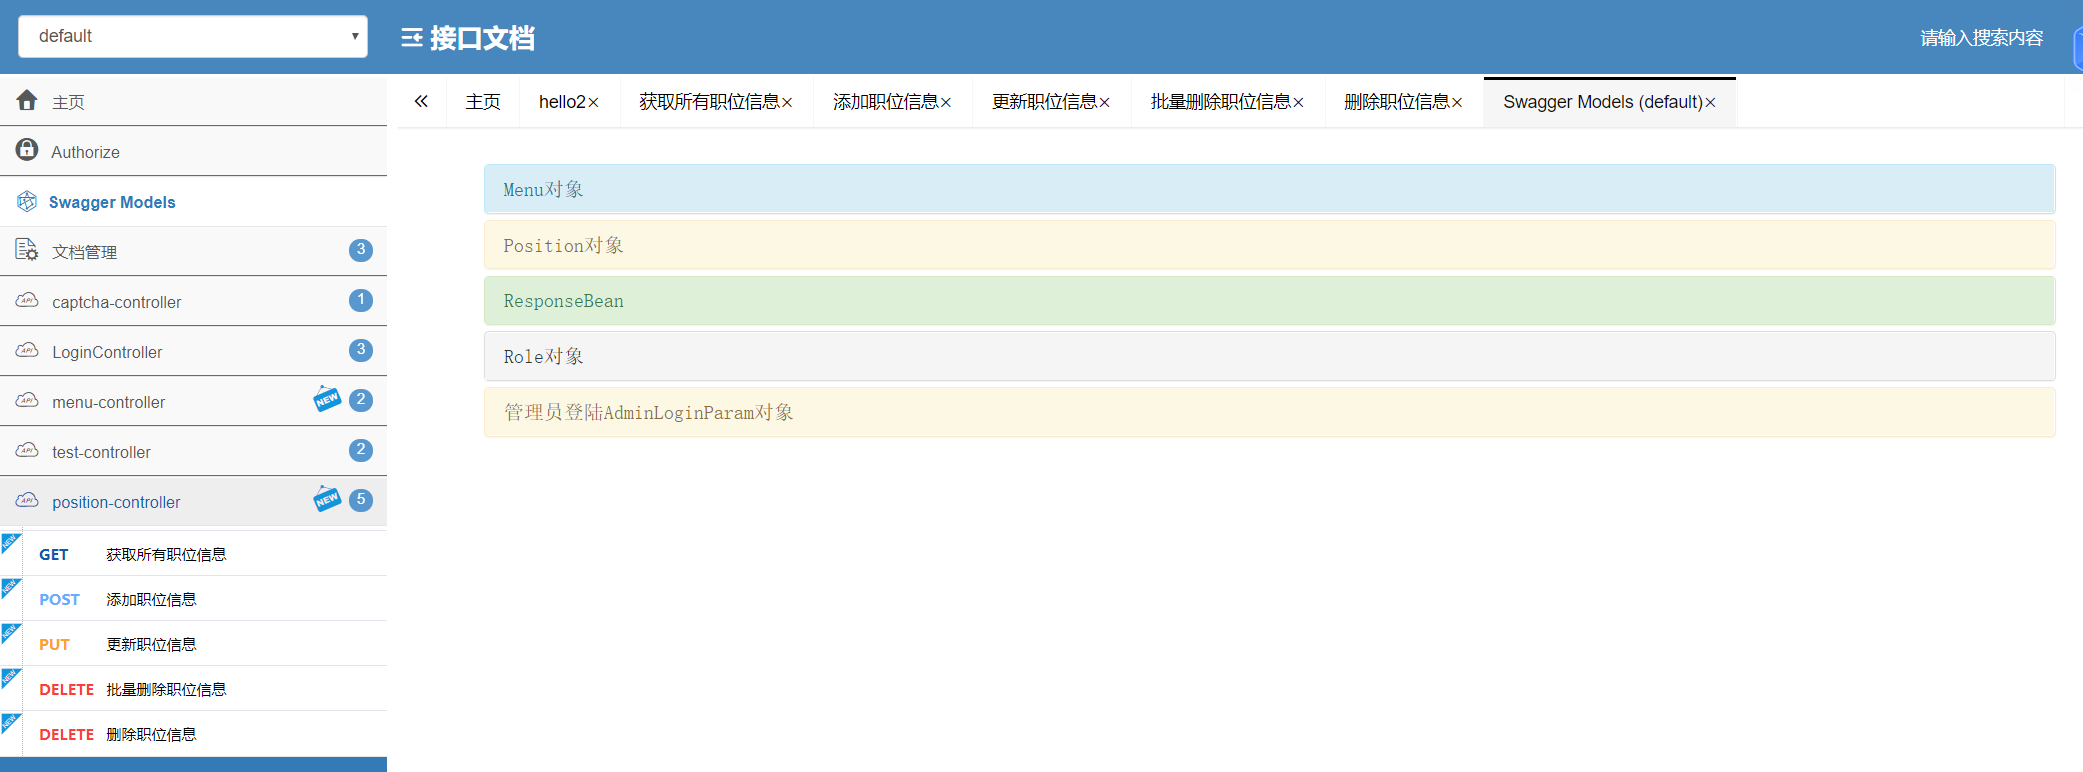 default
接口文档
请输入搜索内容
主页
Authorize
Swagger Models
文档管理 3
captcha-controller 1
LoginController 3
menu-controller NEW 2
test-controller 2
position-controller NEW 5
NEW GET 获取所有职位信息
NEW POST 添加职位信息
NEW PUT 更新职位信息
NEW DELETE 批量删除职位信息
NEW DELETE 删除职位信息
主页 hello2× 获取所有职位信息× 添加职位信息× 更新职位信息× 批量删除职位信息× 删除职位信息× Swagger Models (default)×
Menu对象
Position对象
ResponseBean
Role对象
管理员登陆AdminLoginParam对象